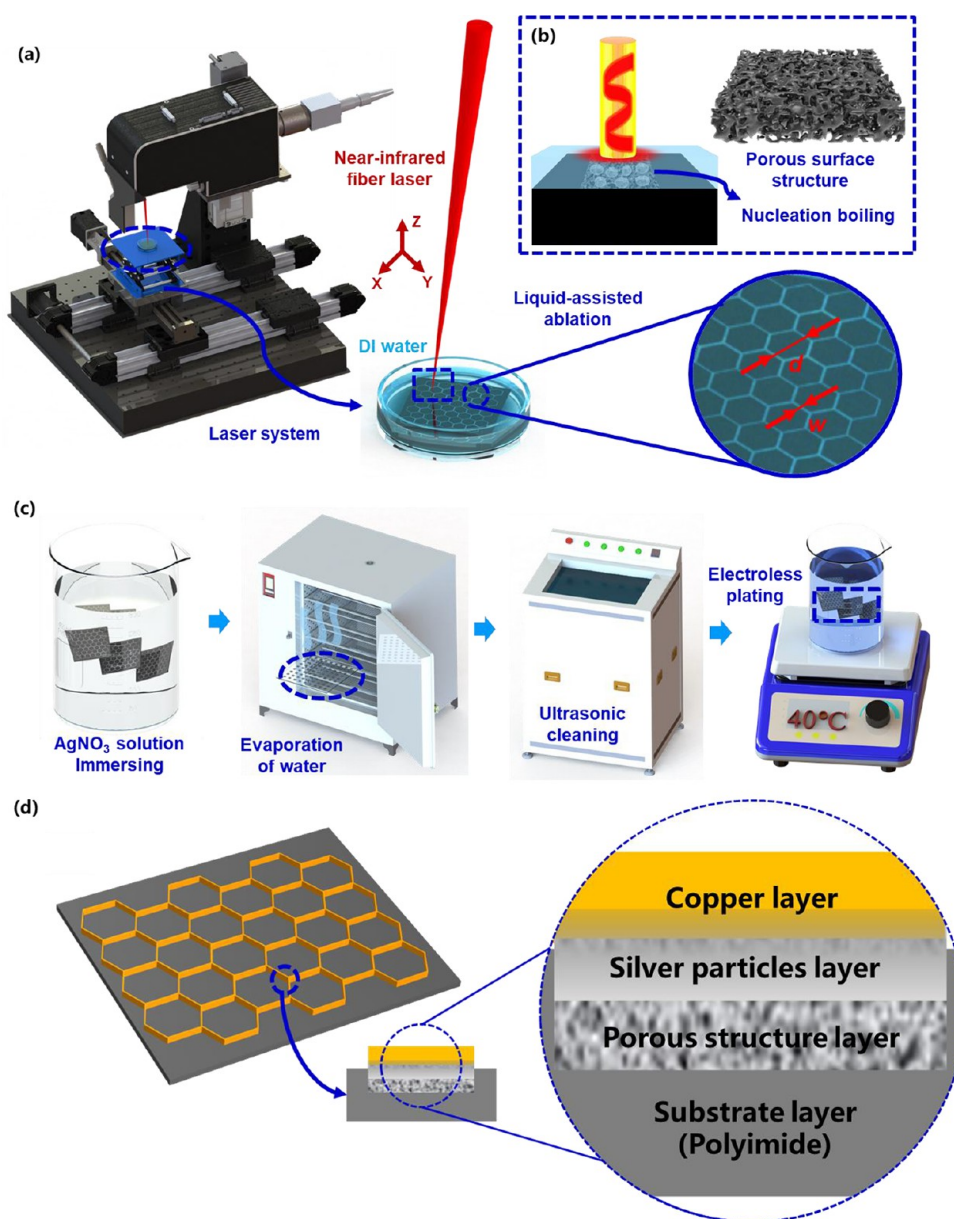 (a)
Near-infrared
fiber laser
Z
X
Y
DI water
Laser system
(b)
Porous surface
structure
Nucleation boiling
Liquid-assisted
ablation
d
w
(c)
AgNO₃ solution
Immersing
Evaporation
of water
Ultrasonic
cleaning
Electroless
plating
40°C
(d)
Copper layer
Silver particles layer
Porous structure layer
Substrate layer
(Polyimide)